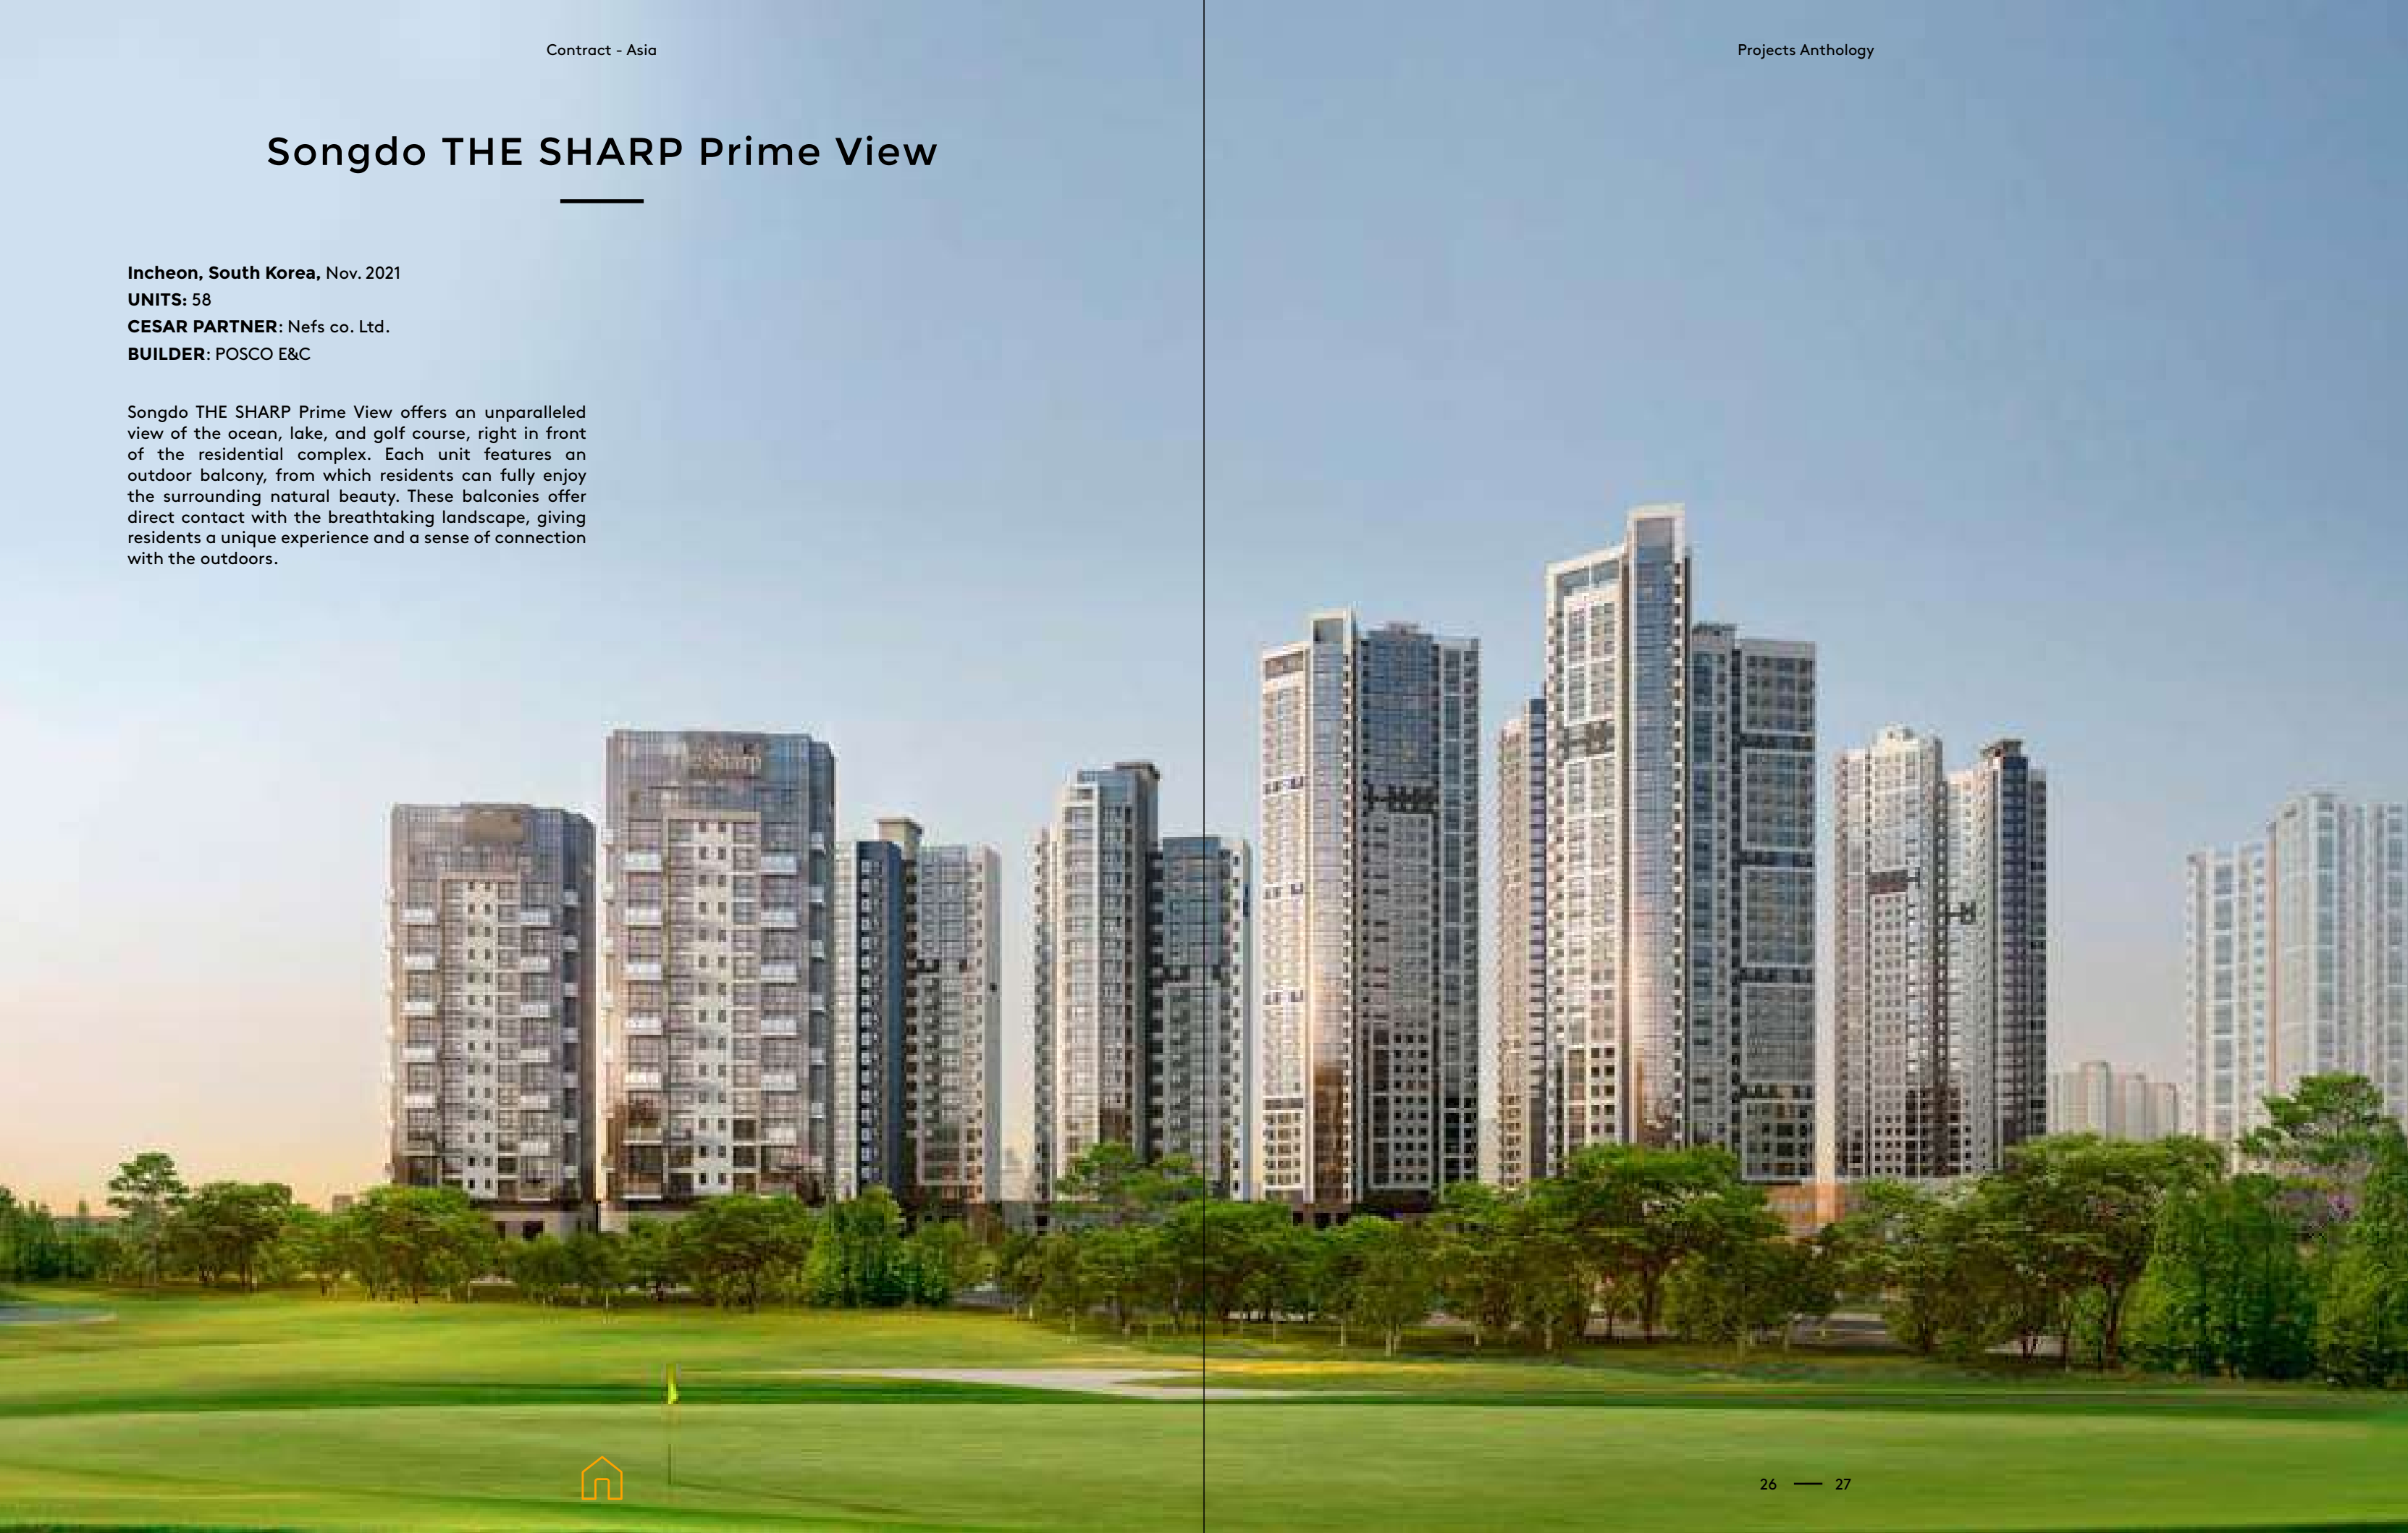 Contract - Asia
Projects Anthology
Songdo THE SHARP Prime View
Incheon, South Korea, Nov. 2021
UNITS: 58
CESAR PARTNER: Nefs co. Ltd.
BUILDER: POSCO E&C
Songdo THE SHARP Prime View offers an unparalleled
view of the ocean, lake, and golf course, right in front
of the residential complex. Each unit features an
outdoor balcony, from which residents can fully enjoy
the surrounding natural beauty. These balconies offer
direct contact with the breathtaking landscape, giving
residents a unique experience and a sense of connection
with the outdoors.
Sharp
26 — 27